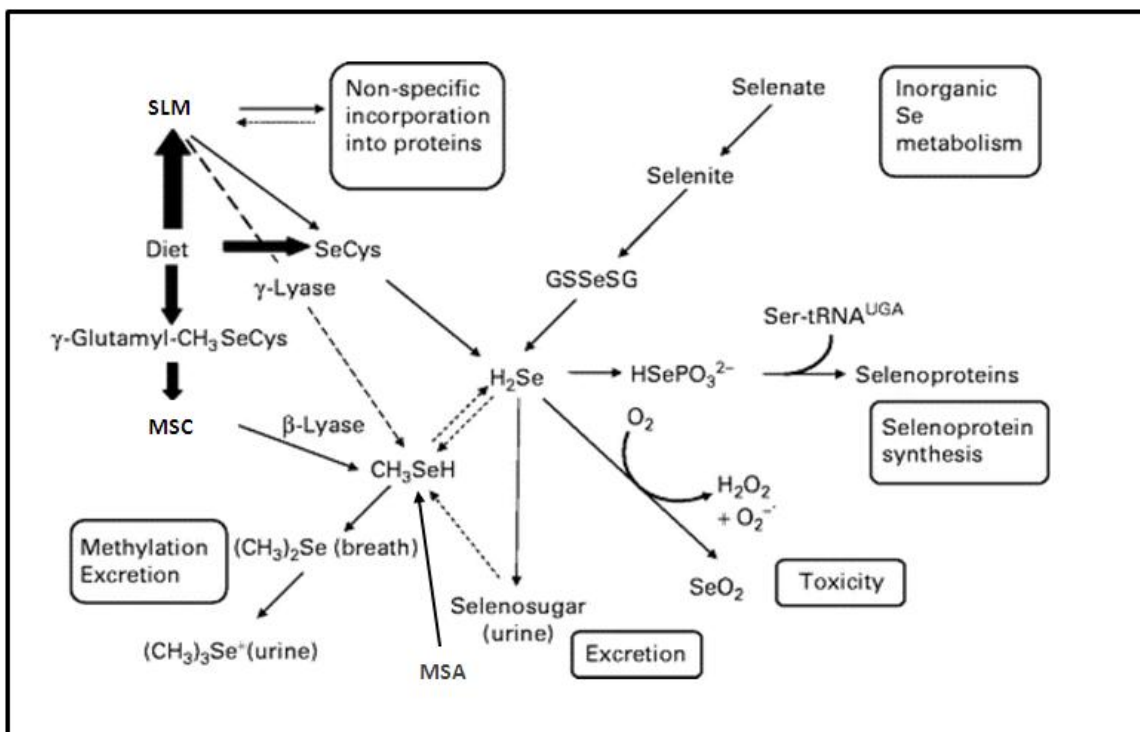 SLM
Non-specific
incorporation
into proteins
Selenate
Inorganic
Se
metabolism
Selenite
Diet
SeCys
γ-Lyase
GSSeSG
γ-Glutamyl-CH₃SeCys
Ser-tRNAᵁᴳᴬ
H₂Se
HSePO₃²⁻
Selenoproteins
MSC
β-Lyase
O₂
Selenoprotein
synthesis
CH₃SeH
H₂O₂
+ O₂⁻˙
Methylation
Excretion
(CH₃)₂Se (breath)
SeO₂
Toxicity
Selenosugar
(urine)
(CH₃)₃Se⁺(urine)
MSA
Excretion